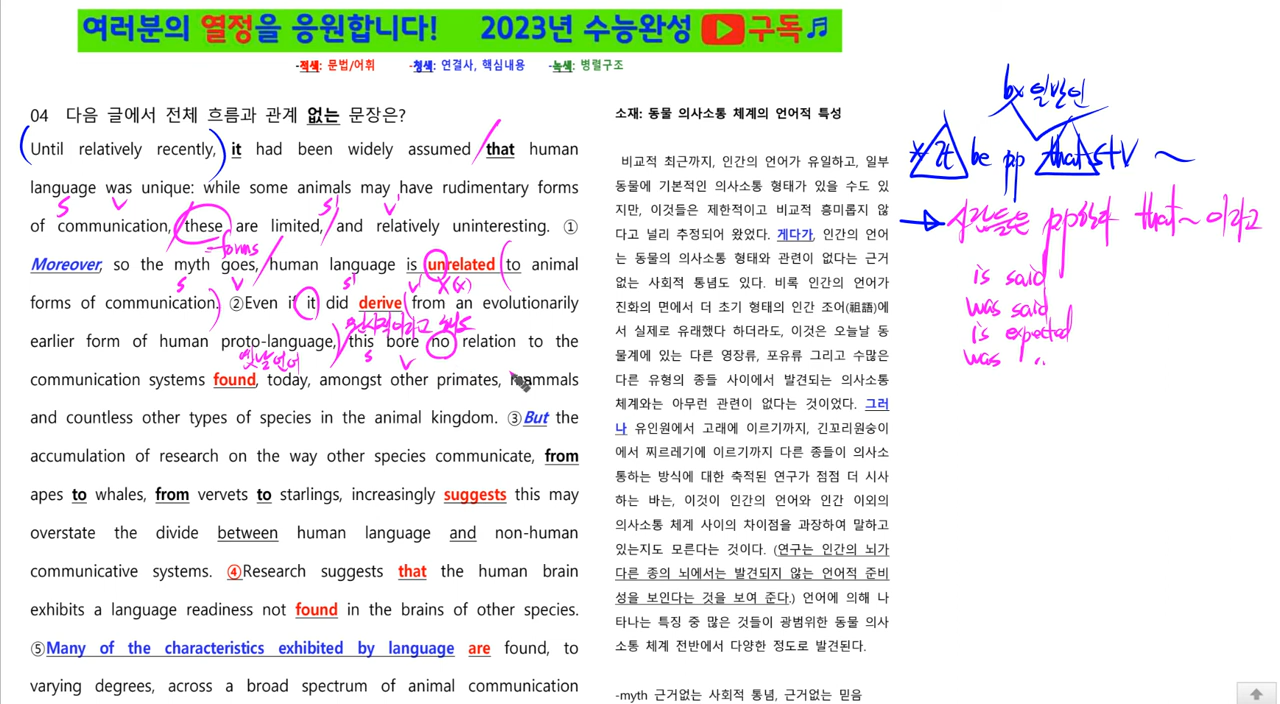 여러분의 열정을 응원합니다! 2023년 수능완성 구독
-적색: 문법/어휘 -청색: 연결사, 핵심내용 -녹색: 병렬구조
04 다음 글에서 전체 흐름과 관계 없는 문장은?
Until relatively recently, it had been widely assumed that human
language was unique: while some animals may have rudimentary forms
S V S' V'
of communication, these are limited, and relatively uninteresting. ①
=forms
Moreover, so the myth goes, human language is unrelated to animal
S V S' V' X(x)
forms of communication. ②Even if it did derive from an evolutionarily
earlier form of human proto-language, this bore no relation to the
옛날언어 S V
communication systems found, today, amongst other primates, mammals
and countless other types of species in the animal kingdom. ③But the
accumulation of research on the way other species communicate, from
apes to whales, from vervets to starlings, increasingly suggests this may
overstate the divide between human language and non-human
communicative systems. ④Research suggests that the human brain
exhibits a language readiness not found in the brains of other species.
⑤Many of the characteristics exhibited by language are found, to
varying degrees, across a broad spectrum of animal communication
소재: 동물 의사소통 체계의 언어적 특성
비교적 최근까지, 인간의 언어가 유일하고, 일부
동물에 기본적인 의사소통 형태가 있을 수도 있
지만, 이것들은 제한적이고 비교적 흥미롭지 않
다고 널리 추정되어 왔었다. 게다가, 인간의 언어
는 동물의 의사소통 형태와 관련이 없다는 근거
없는 사회적 통념도 있다. 비록 인간의 언어가
진화의 면에서 더 초기 형태의 인간 조어(祖語)에
서 실제로 유래했다 하더라도, 이것은 오늘날 동
물계에 있는 다른 영장류, 포유류 그리고 수많은
다른 유형의 종들 사이에서 발견되는 의사소통
체계와는 아무런 관련이 없다는 것이었다. 그러
나 유인원에서 고래에 이르기까지, 긴꼬리원숭이
에서 찌르레기에 이르기까지 다른 종들이 의사소
통하는 방식에 대한 축적된 연구가 점점 더 시사
하는 바는, 이것이 인간의 언어와 인간 이외의
의사소통 체계 사이의 차이점을 과장하여 말하고
있는지도 모른다는 것이다. (연구는 인간의 뇌가
다른 종의 뇌에서는 발견되지 않는 언어적 준비
성을 보인다는 것을 보여 준다.) 언어에 의해 나
타나는 특징 중 많은 것들이 광범위한 동물 의사
소통 체계 전반에서 다양한 정도로 발견된다.
-myth 근거없는 사회적 통념, 근거없는 믿음
by 일반인
* It be pp that S+V ~
사람들은 pp한다 that~ 이라고
is said
was said
is expected
was "